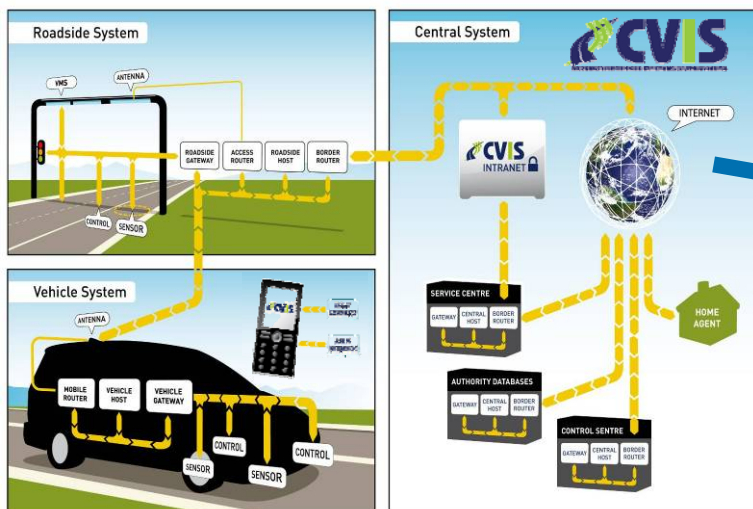 Roadside System
VMS
ANTENNA
ROADSIDE
GATEWAY
ACCESS
ROUTER
ROADSIDE
HOST
BORDER
ROUTER
CONTROL
SENSOR
Vehicle System
ANTENNA
CVIS
MOBILE
ROUTER
VEHICLE
HOST
VEHICLE
GATEWAY
SENSOR
CONTROL
SENSOR
CONTROL
Central System
CVIS
INTERNET
CVIS
INTRANET
SERVICE CENTRE
GATEWAY
CENTRAL
HOST
BORDER
ROUTER
HOME
AGENT
AUTHORITY DATABASES
GATEWAY
CENTRAL
HOST
BORDER
ROUTER
CONTROL SENTRE
GATEWAY
CENTRAL
HOST
BORDER
ROUTER